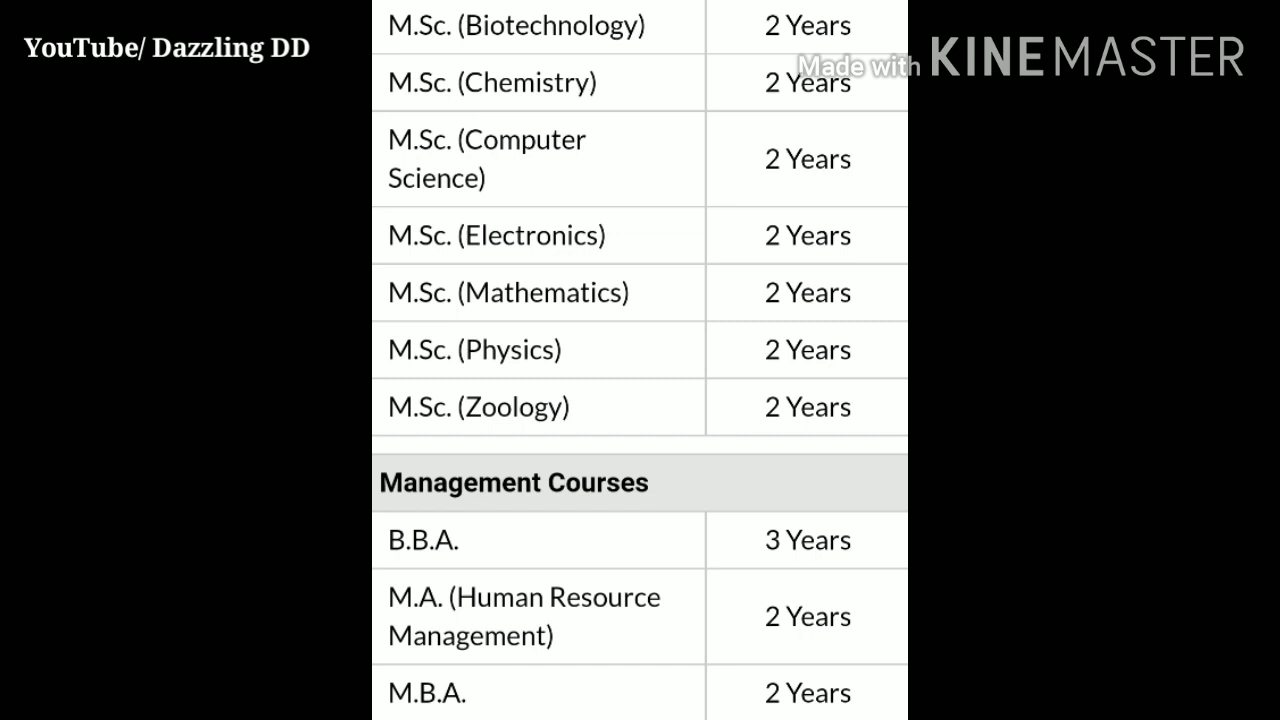 YouTube/ Dazzling DD
Made with KINEMASTER
M.Sc. (Biotechnology) 2 Years
M.Sc. (Chemistry) 2 Years
M.Sc. (Computer
Science) 2 Years
M.Sc. (Electronics) 2 Years
M.Sc. (Mathematics) 2 Years
M.Sc. (Physics) 2 Years
M.Sc. (Zoology) 2 Years
Management Courses
B.B.A. 3 Years
M.A. (Human Resource
Management) 2 Years
M.B.A. 2 Years